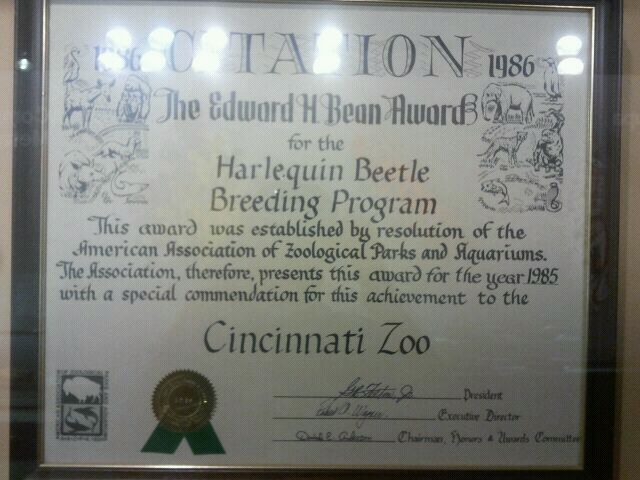 1986 CITATION 1986
The Edward H Bean Award
for the
Harlequin Beetle
Breeding Program
This award was established by resolution of the
American Association of Zoological Parks and Aquariums.
The Association, therefore, presents this award for the year 1985
with a special commendation for this achievement to the
Cincinnati Zoo
President
Executive Director
Chairman, Honors & Awards Committee